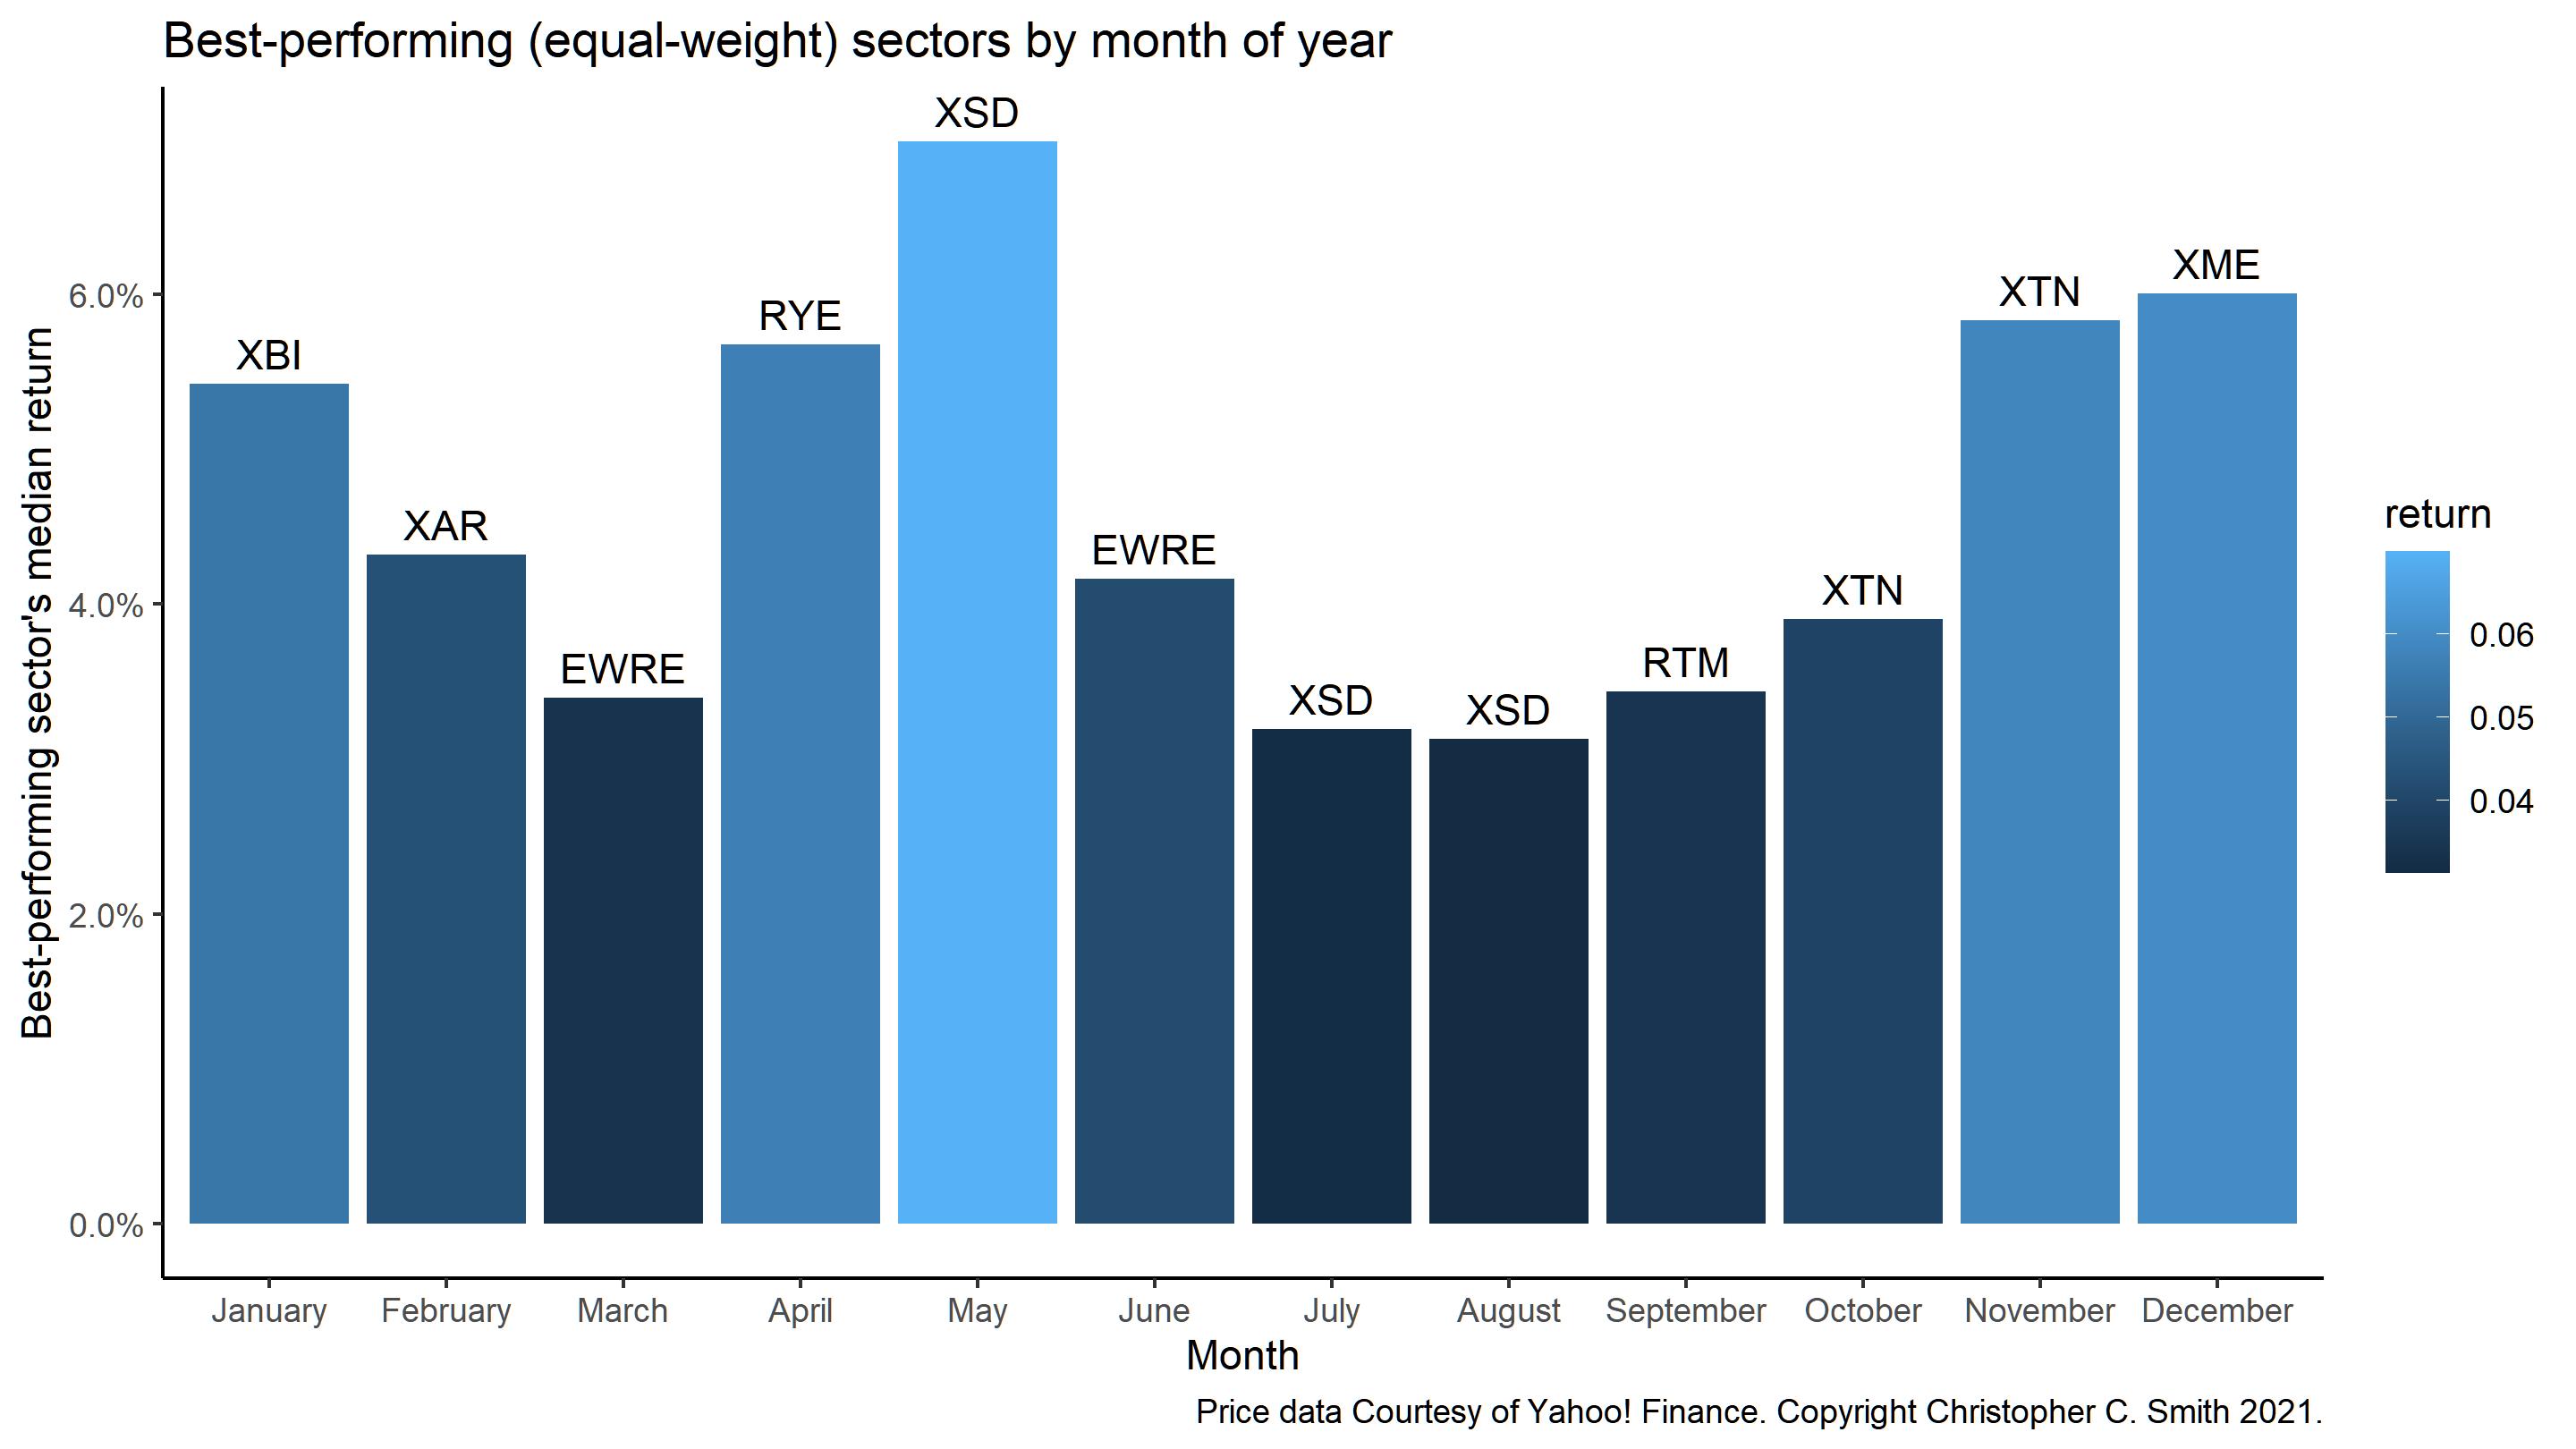 Best-performing (equal-weight) sectors by month of year
Best-performing sector's median return
6.0%
4.0%
2.0%
0.0%
XBI
XAR
EWRE
RYE
XSD
EWRE
XSD
XSD
RTM
XTN
XTN
XME
return
0.06
0.05
0.04
January February March April May June July August September October November December
Month
Price data Courtesy of Yahoo! Finance. Copyright Christopher C. Smith 2021.